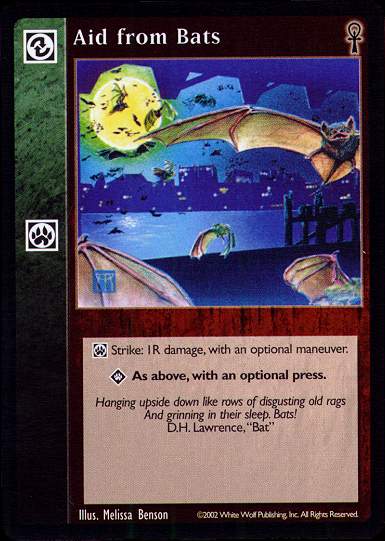 Aid from Bats
Strike: 1R damage, with an optional maneuver.
As above, with an optional press.
Hanging upside down like rows of disgusting old rags
And grinning in their sleep. Bats!
D.H. Lawrence, "Bat"
Illus. Melissa Benson
©2002 White Wolf Publishing, Inc. All Rights Reserved.